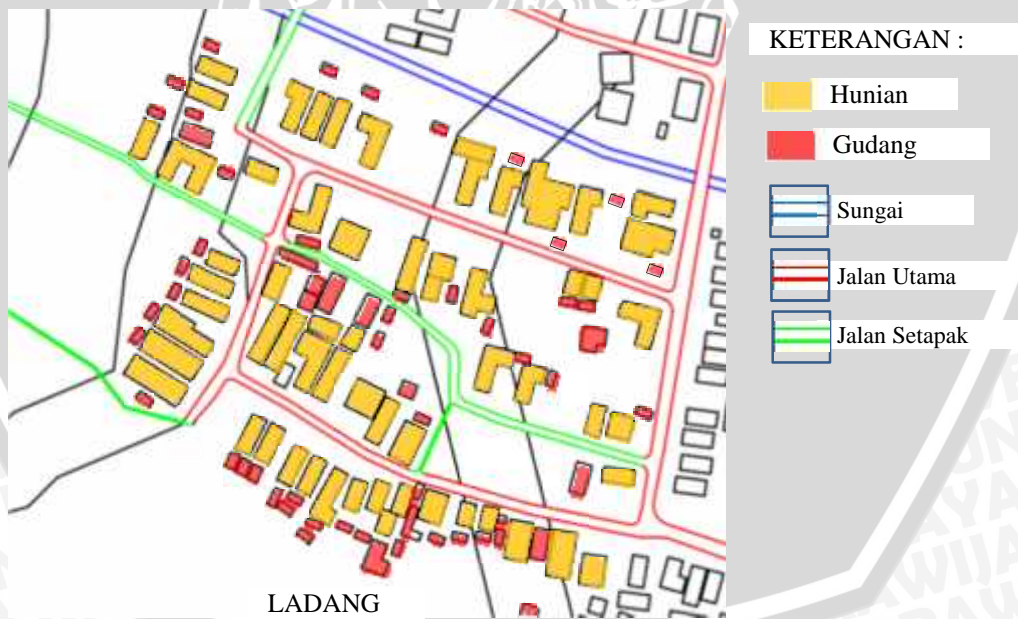 KETERANGAN :
Hunian
Gudang
Sungai
Jalan Utama
Jalan Setapak
LADANG